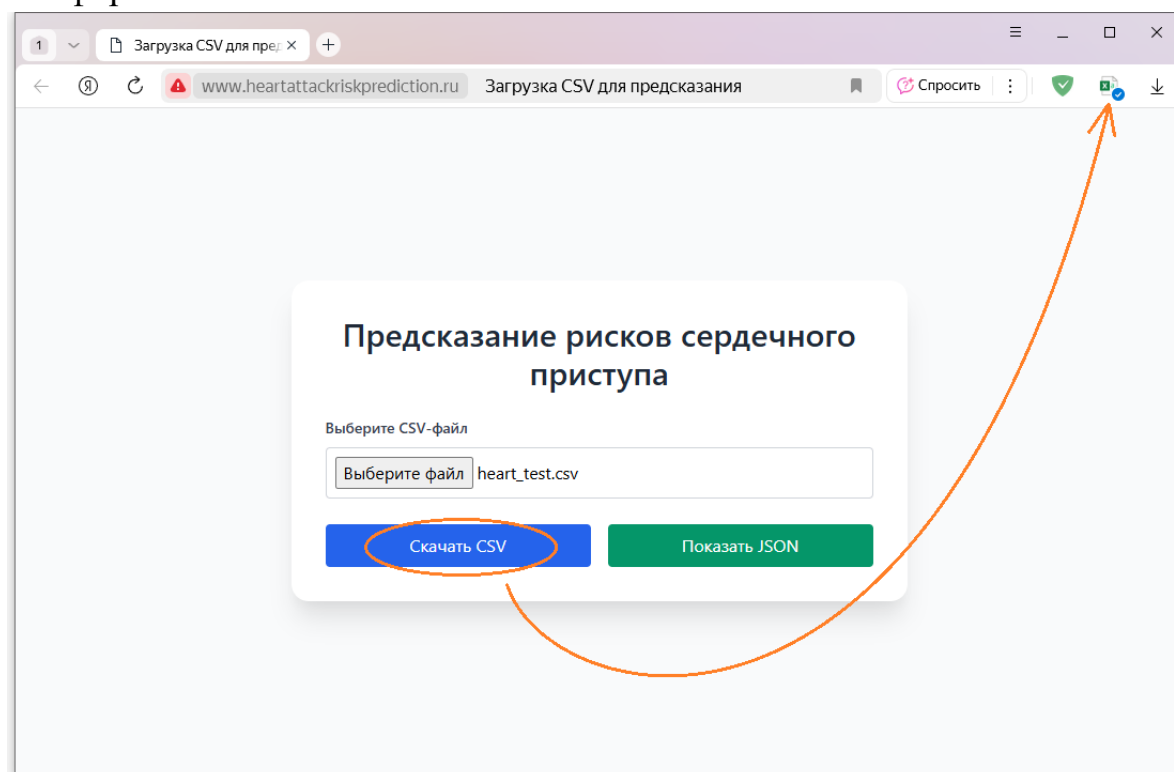 1
Загрузка CSV для пред
www.heartattackriskprediction.ru Загрузка CSV для предсказания
Спросить
Предсказание рисков сердечного
приступа
Выберите CSV-файл
Выберите файл heart_test.csv
Скачать CSV
Показать JSON